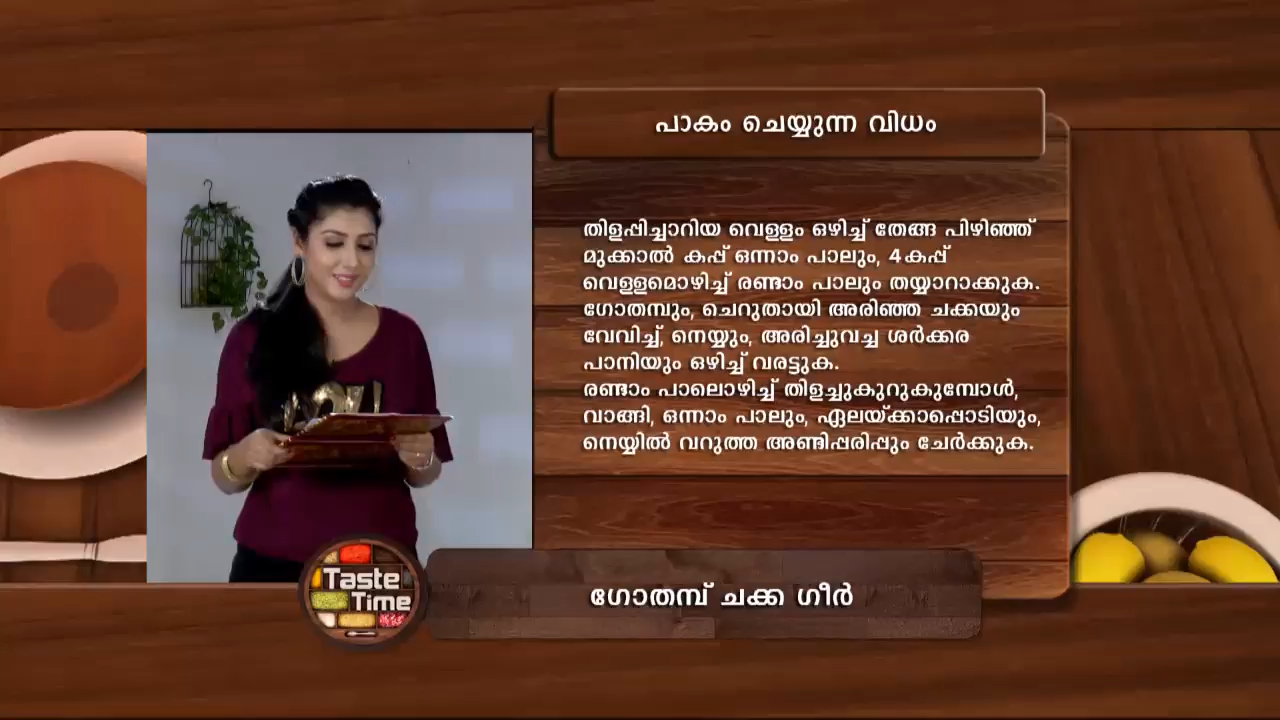 പാകം ചെയ്യുന്ന വിധം
തിളപ്പിച്ചാറിയ വെള്ളം ഒഴിച്ച് തേങ്ങ പിഴിഞ്ഞ്
മുക്കാൽ കപ്പ് ഒന്നാം പാലും, 4 കപ്പ്
വെള്ളമൊഴിച്ച് രണ്ടാം പാലും തയ്യാറാക്കുക.
ഗോതമ്പും, ചെറുതായി അരിഞ്ഞ ചക്കയും
വേവിച്ച്, നെയ്യും, അരിച്ചുവച്ച ശർക്കര
പാനിയും ഒഴിച്ച് വരട്ടുക.
രണ്ടാം പാലൊഴിച്ച് തിളച്ചുകുറുകുമ്പോൾ,
വാങ്ങി, ഒന്നാം പാലും, ഏലയ്ക്കാപ്പൊടിയും,
നെയ്യിൽ വറുത്ത അണ്ടിപ്പരിപ്പും ചേർക്കുക.
Taste
Time
ഗോതമ്പ് ചക്ക ഗീർ